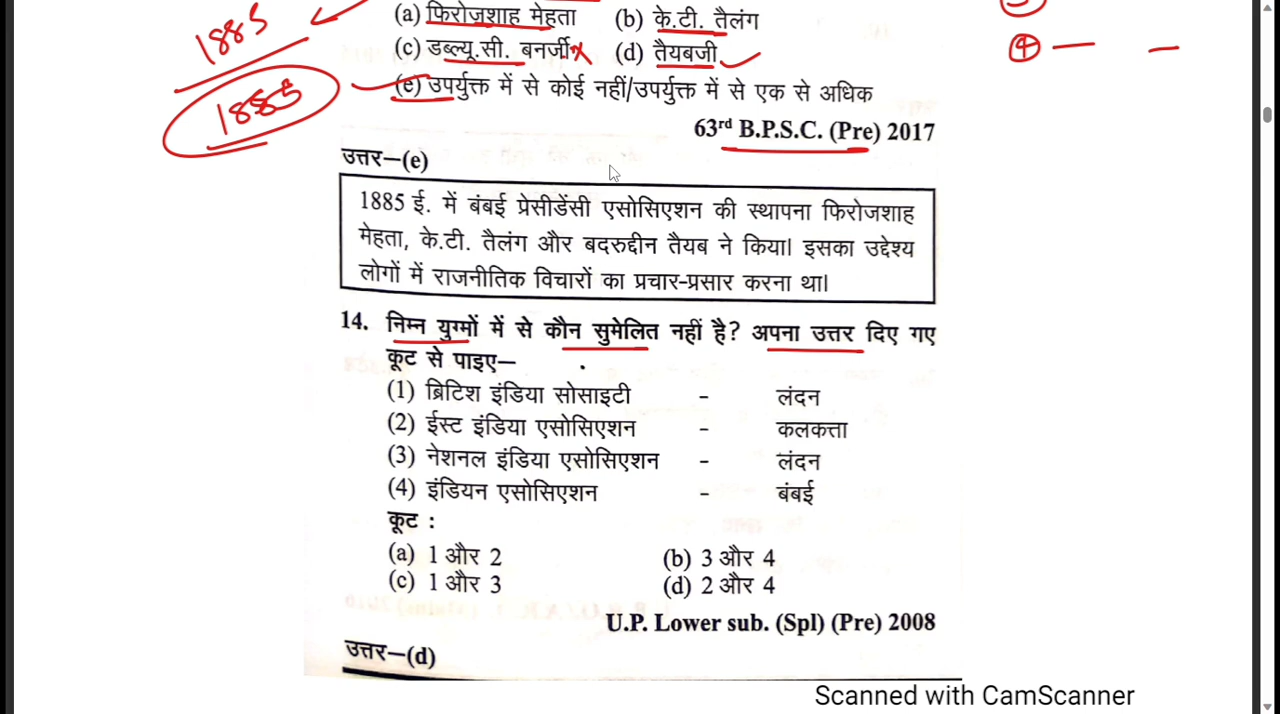 1885
(a) फिरोज़शाह मेहता (b) के.टी. तैलंग
(c) डब्ल्यू.सी. बनर्जी (d) तैयबजी
1885
(e) उपर्युक्त में से कोई नहीं/उपर्युक्त में से एक से अधिक
4
63rd B.P.S.C. (Pre) 2017
उत्तर–(e)
1885 ई. में बंबई प्रेसीडेंसी एसोसिएशन की स्थापना फिरोजशाह
मेहता, के.टी. तैलंग और बदरुद्दीन तैयब ने किया। इसका उद्देश्य
लोगों में राजनीतिक विचारों का प्रचार-प्रसार करना था।
14. निम्न युग्मों में से कौन सुमेलित नहीं है? अपना उत्तर दिए गए
कूट से पाइए–
(1) ब्रिटिश इंडिया सोसाइटी - लंदन
(2) ईस्ट इंडिया एसोसिएशन - कलकत्ता
(3) नेशनल इंडिया एसोसिएशन - लंदन
(4) इंडियन एसोसिएशन - बंबई
कूट :
(a) 1 और 2 (b) 3 और 4
(c) 1 और 3 (d) 2 और 4
U.P. Lower sub. (Spl) (Pre) 2008
उत्तर–(d)
Scanned with CamScanner